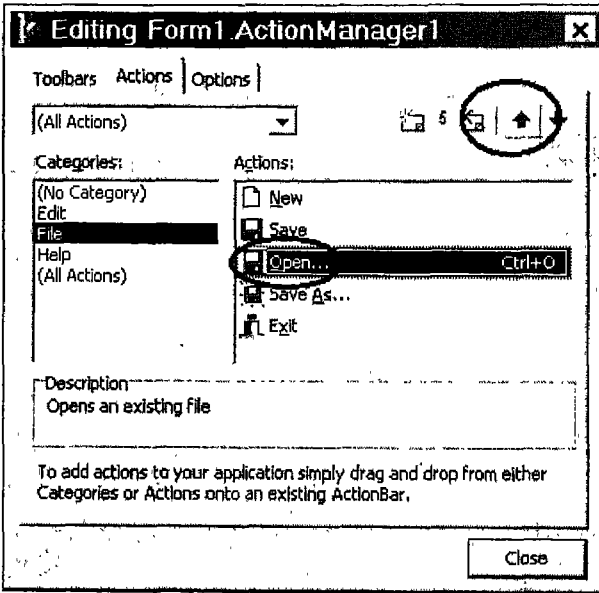 Editing Form1.ActionManager1
Toolbars Actions Options
(All Actions)
Categories:
(No Category)
Edit
File
Help
(All Actions)
Actions:
New
Save
Open... Ctrl+O
Save As...
Exit
Description
Opens an existing file
To add actions to your application simply drag and drop from either
Categories or Actions onto an existing ActionBar.
Close